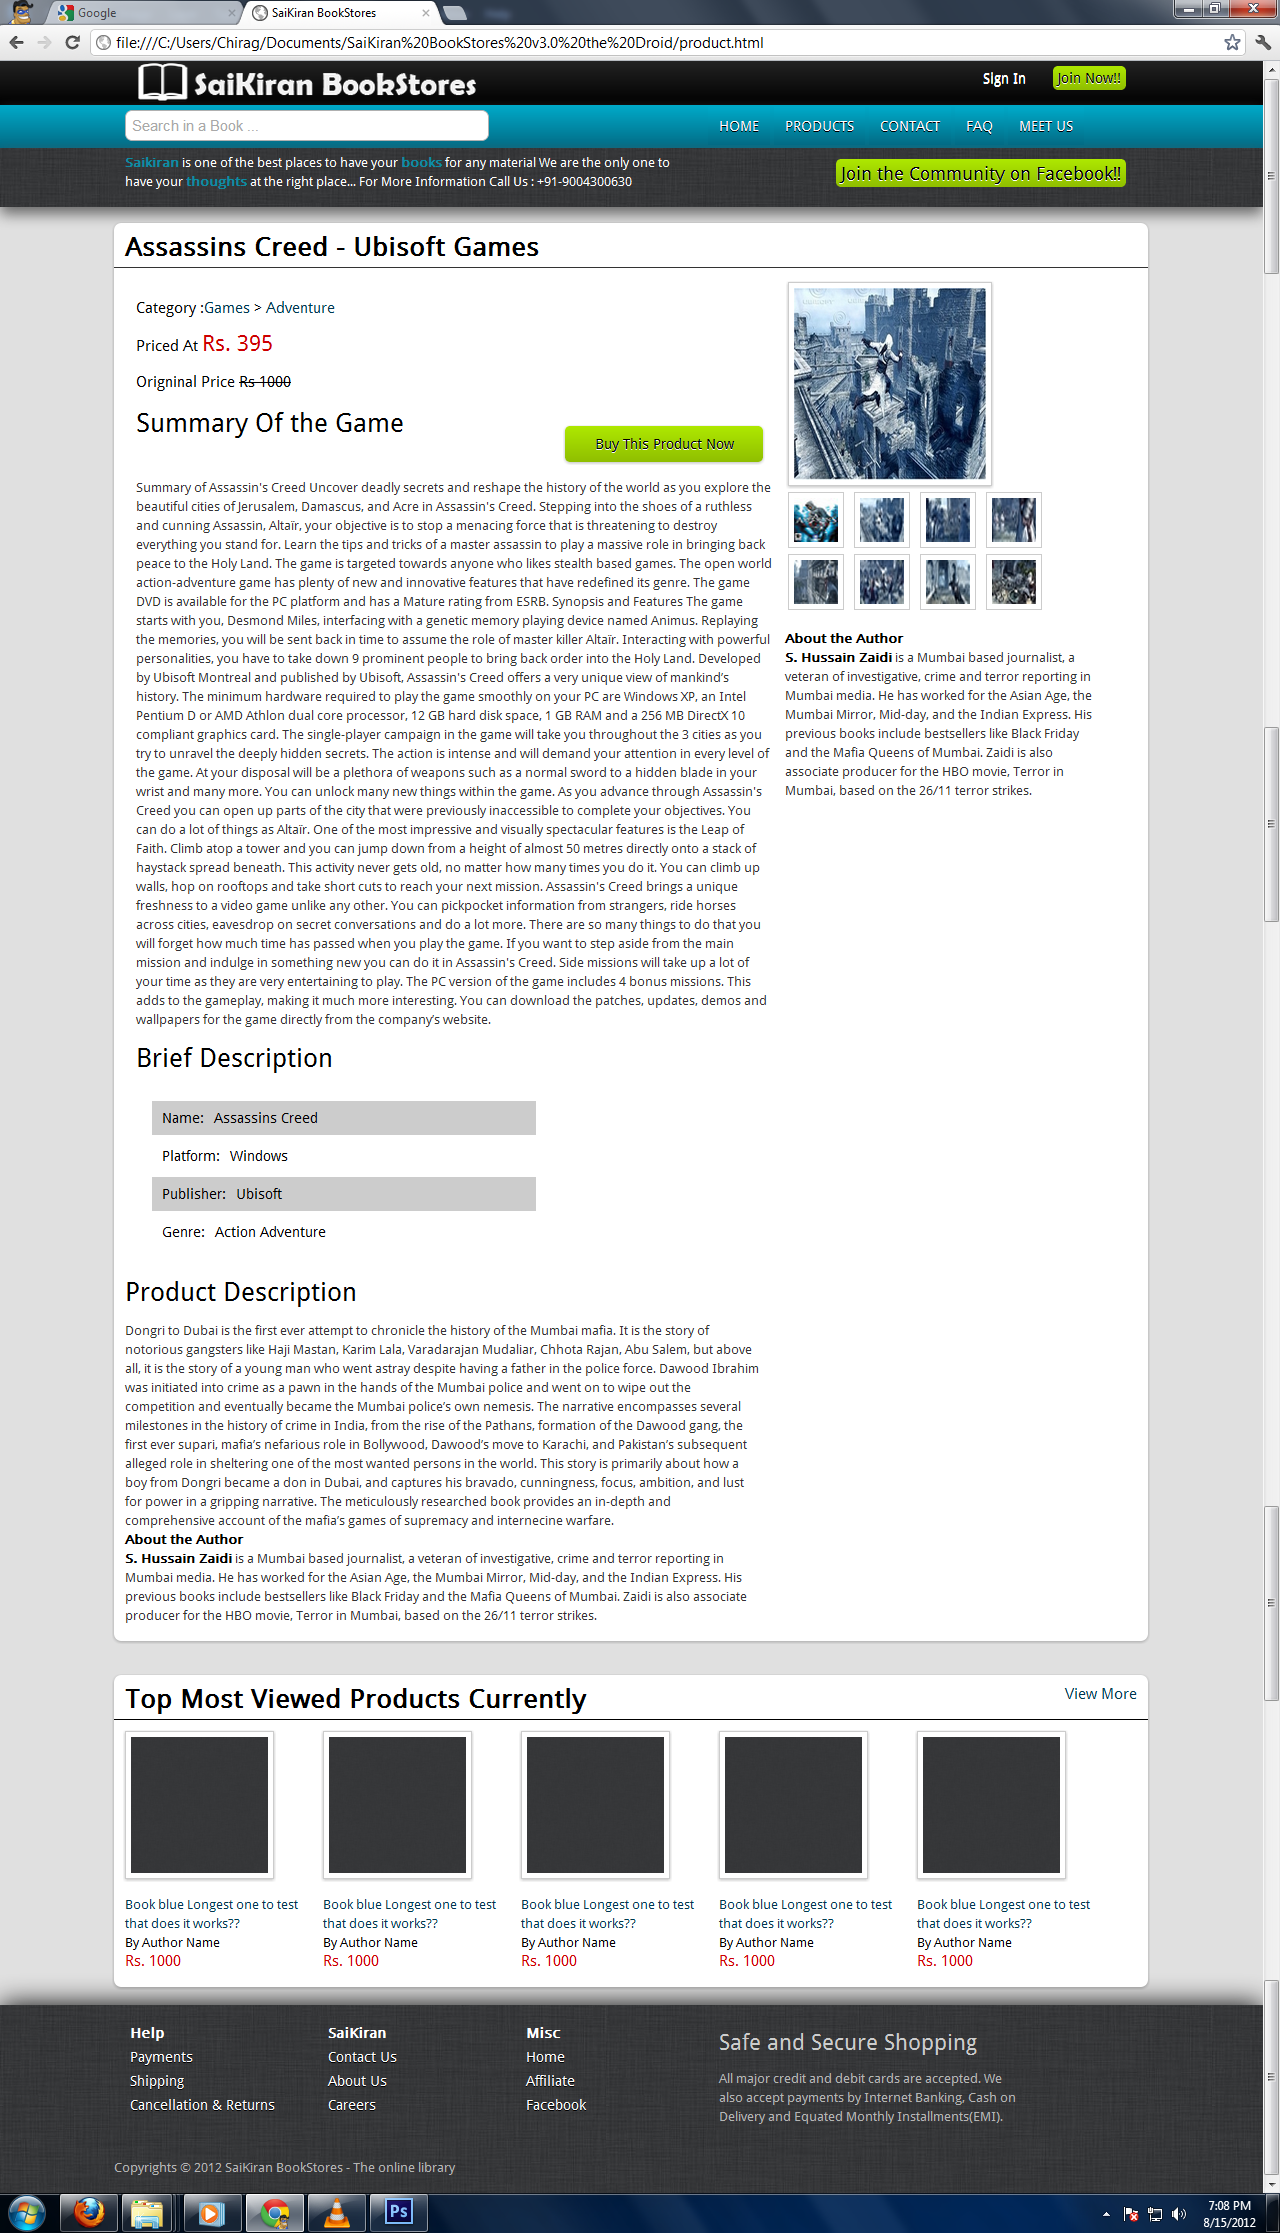 Google
SaiKiran BookStores
file:///C:/Users/Chirag/Documents/SaiKiran%20BookStores%20v3.0%20the%20Droid/product.html
SaiKiran BookStores
Sign In
Join Now!!
Search in a Book ...
HOME PRODUCTS CONTACT FAQ MEET US
Saikiran is one of the best places to have your books for any material We are the only one to
have your thoughts at the right place... For More Information Call Us : +91-9004300630
Join the Community on Facebook!!
Assassins Creed - Ubisoft Games
Category :Games > Adventure
Priced At Rs. 395
Origninal Price Rs 1000
Summary Of the Game
Buy This Product Now
Summary of Assassin's Creed Uncover deadly secrets and reshape the history of the world as you explore the
beautiful cities of Jerusalem, Damascus, and Acre in Assassin's Creed. Stepping into the shoes of a ruthless
and cunning Assassin, Altaïr, your objective is to stop a menacing force that is threatening to destroy
everything you stand for. Learn the tips and tricks of a master assassin to play a massive role in bringing back
peace to the Holy Land. The game is targeted towards anyone who likes stealth based games. The open world
action-adventure game has plenty of new and innovative features that have redefined its genre. The game
DVD is available for the PC platform and has a Mature rating from ESRB. Synopsis and Features The game
starts with you, Desmond Miles, interfacing with a genetic memory playing device named Animus. Replaying
the memories, you will be sent back in time to assume the role of master killer Altaïr. Interacting with powerful
personalities, you have to take down 9 prominent people to bring back order into the Holy Land. Developed
by Ubisoft Montreal and published by Ubisoft, Assassin's Creed offers a very unique view of mankind's
history. The minimum hardware required to play the game smoothly on your PC are Windows XP, an Intel
Pentium D or AMD Athlon dual core processor, 12 GB hard disk space, 1 GB RAM and a 256 MB DirectX 10
compliant graphics card. The single-player campaign in the game will take you throughout the 3 cities as you
try to unravel the deeply hidden secrets. The action is intense and will demand your attention in every level of
the game. At your disposal will be a plethora of weapons such as a normal sword to a hidden blade in your
wrist and many more. You can unlock many new things within the game. As you advance through Assassin's
Creed you can open up parts of the city that were previously inaccessible to complete your objectives. You
can do a lot of things as Altaïr. One of the most impressive and visually spectacular features is the Leap of
Faith. Climb atop a tower and you can jump down from a height of almost 50 metres directly onto a stack of
haystack spread beneath. This activity never gets old, no matter how many times you do it. You can climb up
walls, hop on rooftops and take short cuts to reach your next mission. Assassin's Creed brings a unique
freshness to a video game unlike any other. You can pickpocket information from strangers, ride horses
across cities, eavesdrop on secret conversations and do a lot more. There are so many things to do that you
will forget how much time has passed when you play the game. If you want to step aside from the main
mission and indulge in something new you can do it in Assassin's Creed. Side missions will take up a lot of
your time as they are very entertaining to play. The PC version of the game includes 4 bonus missions. This
adds to the gameplay, making it much more interesting. You can download the patches, updates, demos and
wallpapers for the game directly from the company's website.
About the Author
S. Hussain Zaidi is a Mumbai based journalist, a
veteran of investigative, crime and terror reporting in
Mumbai media. He has worked for the Asian Age, the
Mumbai Mirror, Mid-day, and the Indian Express. His
previous books include bestsellers like Black Friday
and the Mafia Queens of Mumbai. Zaidi is also
associate producer for the HBO movie, Terror in
Mumbai, based on the 26/11 terror strikes.
Brief Description
Name: Assassins Creed
Platform: Windows
Publisher: Ubisoft
Genre: Action Adventure
Product Description
Dongri to Dubai is the first ever attempt to chronicle the history of the Mumbai mafia. It is the story of
notorious gangsters like Haji Mastan, Karim Lala, Varadarajan Mudaliar, Chhota Rajan, Abu Salem, but above
all, it is the story of a young man who went astray despite having a father in the police force. Dawood Ibrahim
was initiated into crime as a pawn in the hands of the Mumbai police and went on to wipe out the
competition and eventually became the Mumbai police's own nemesis. The narrative encompasses several
milestones in the history of crime in India, from the rise of the Pathans, formation of the Dawood gang, the
first ever supari, mafia's nefarious role in Bollywood, Dawood's move to Karachi, and Pakistan's subsequent
alleged role in sheltering one of the most wanted persons in the world. This story is primarily about how a
boy from Dongri became a don in Dubai, and captures his bravado, cunningness, focus, ambition, and lust
for power in a gripping narrative. The meticulously researched book provides an in-depth and
comprehensive account of the mafia's games of supremacy and internecine warfare.
About the Author
S. Hussain Zaidi is a Mumbai based journalist, a veteran of investigative, crime and terror reporting in
Mumbai media. He has worked for the Asian Age, the Mumbai Mirror, Mid-day, and the Indian Express. His
previous books include bestsellers like Black Friday and the Mafia Queens of Mumbai. Zaidi is also associate
producer for the HBO movie, Terror in Mumbai, based on the 26/11 terror strikes.
Top Most Viewed Products Currently
View More
Book blue Longest one to test Book blue Longest one to test Book blue Longest one to test Book blue Longest one to test Book blue Longest one to test
that does it works?? that does it works?? that does it works?? that does it works?? that does it works??
By Author Name By Author Name By Author Name By Author Name By Author Name
Rs. 1000 Rs. 1000 Rs. 1000 Rs. 1000 Rs. 1000
Help
Payments
Shipping
Cancellation & Returns
SaiKiran
Contact Us
About Us
Careers
Misc
Home
Affiliate
Facebook
Safe and Secure Shopping
All major credit and debit cards are accepted. We
also accept payments by Internet Banking, Cash on
Delivery and Equated Monthly Installments(EMI).
Copyrights © 2012 SaiKiran BookStores - The online library
Ps
7:08 PM
8/15/2012